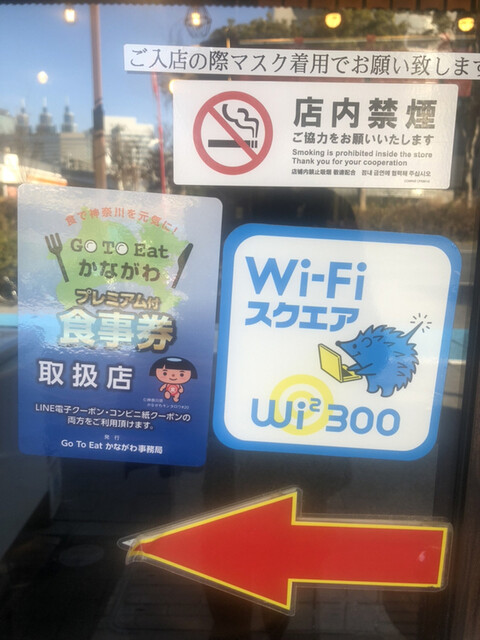 ご入店の際マスク着用でお願い致します
店内禁煙
ご協力をお願いいたします
Smoking is prohibited inside the store
Thank you for your cooperation
食で神奈川を元気に!
GO TO Eat
かながわ
プレミアム付
食事券
取扱店
LINE電子クーポン・コンビニ紙クーポンの
両方をご利用頂けます。
発行
Go To Eat かながわ事務局
Wi-Fi
スクエア
Wi2 300